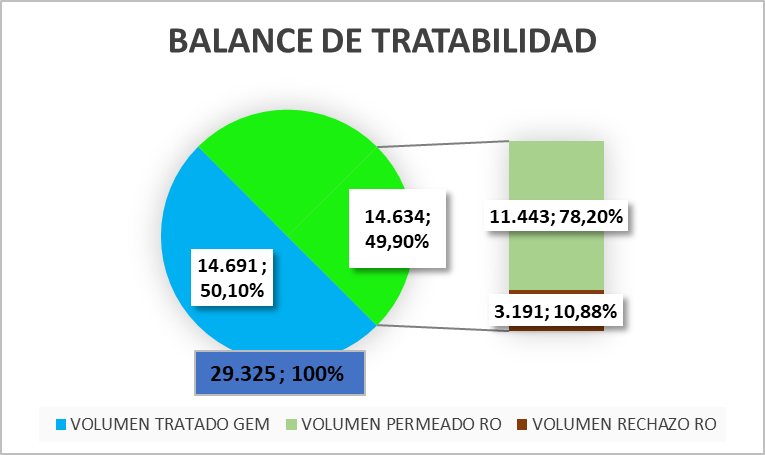 BALANCE DE TRATABILIDAD
14.634;
49,90%
11.443; 78,20%
14.691 ;
50,10%
3.191; 10,88%
29.325 ; 100%
VOLUMEN TRATADO GEM
VOLUMEN PERMEADO RO
VOLUMEN RECHAZO RO